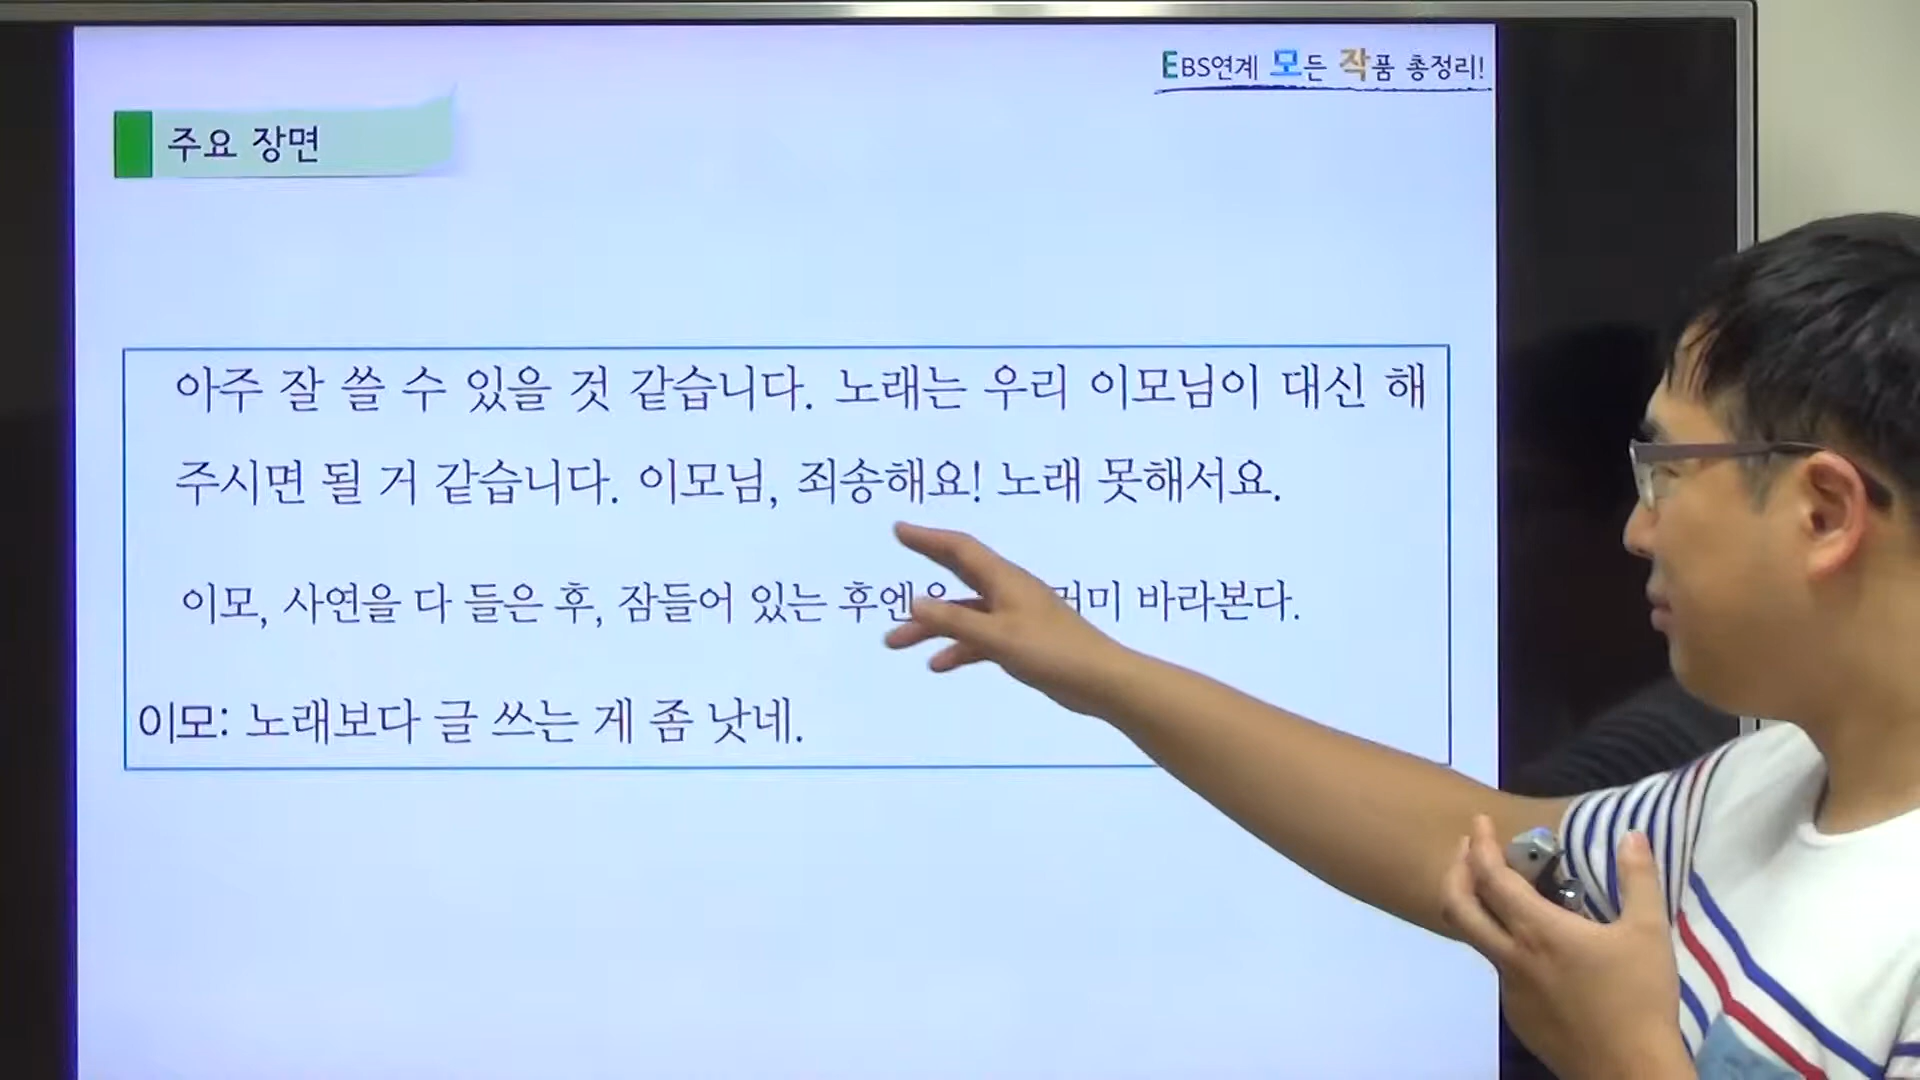 EBS연계 모든 작품 총정리!
주요 장면
아주 잘 쓸 수 있을 것 같습니다. 노래는 우리 이모님이 대신 해
주시면 될 거 같습니다. 이모님, 죄송해요! 노래 못해서요.
이모, 사연을 다 들은 후, 잠들어 있는 바라본다.
이모: 노래보다 글 쓰는 게 좀 낫네.